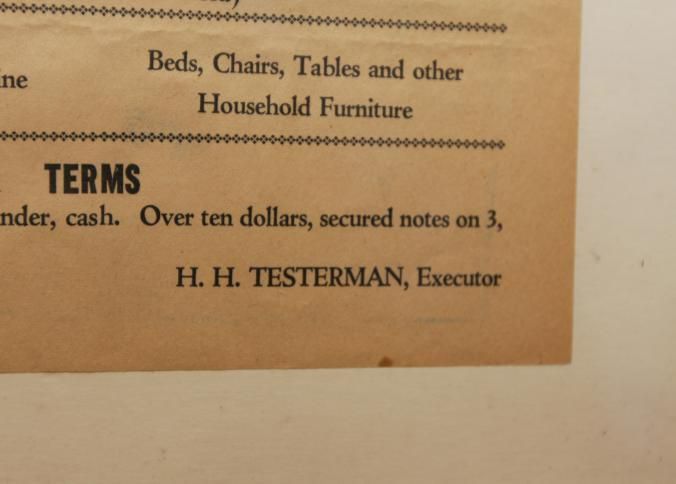 Beds, Chairs, Tables and other
Household Furniture
TERMS
nder, cash. Over ten dollars, secured notes on 3,
H. H. TESTERMAN, Executor